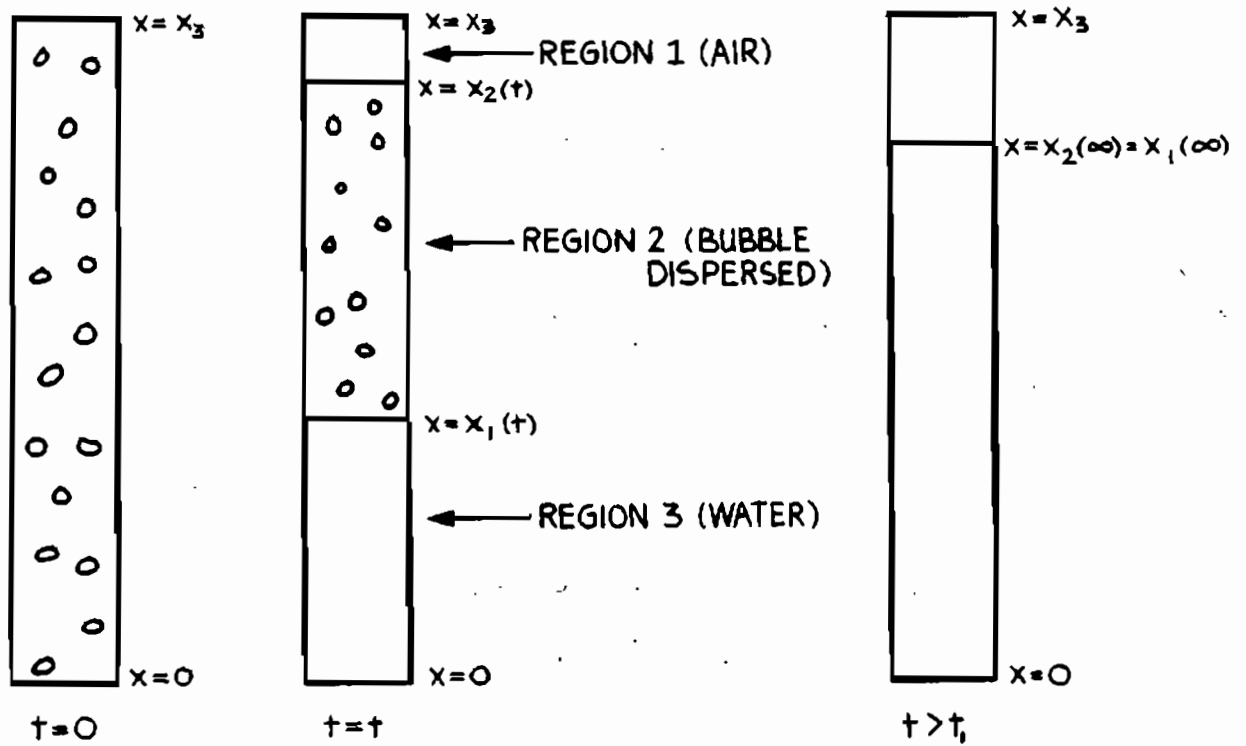 x = x₃
x = 0
t = 0
x = x₃
REGION 1 (AIR)
x = x₂(t)
REGION 2 (BUBBLE
DISPERSED)
x = x₁(t)
REGION 3 (WATER)
x = 0
t = t
x = x₃
x = x₂(∞) = x₁(∞)
x = 0
t > t₁